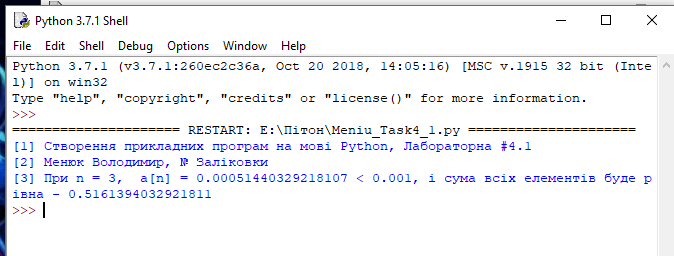 Python 3.7.1 Shell
File Edit Shell Debug Options Window Help
Python 3.7.1 (v3.7.1:260ec2c36a, Oct 20 2018, 14:05:16) [MSC v.1915 32 bit (Inte
l)] on win32
Type "help", "copyright", "credits" or "license()" for more information.
>>>
===================== RESTART: E:\Пітон\Meniu_Task4_1.py =====================
[1] Створення прикладних програм на мові Python, Лабораторна #4.1
[2] Менюк Володимир, № Заліковки
[3] При n = 3,  a[n] = 0.00051440329218107 < 0.001, і сума всіх елементів буде р
івна - 0.5161394032921811
>>>